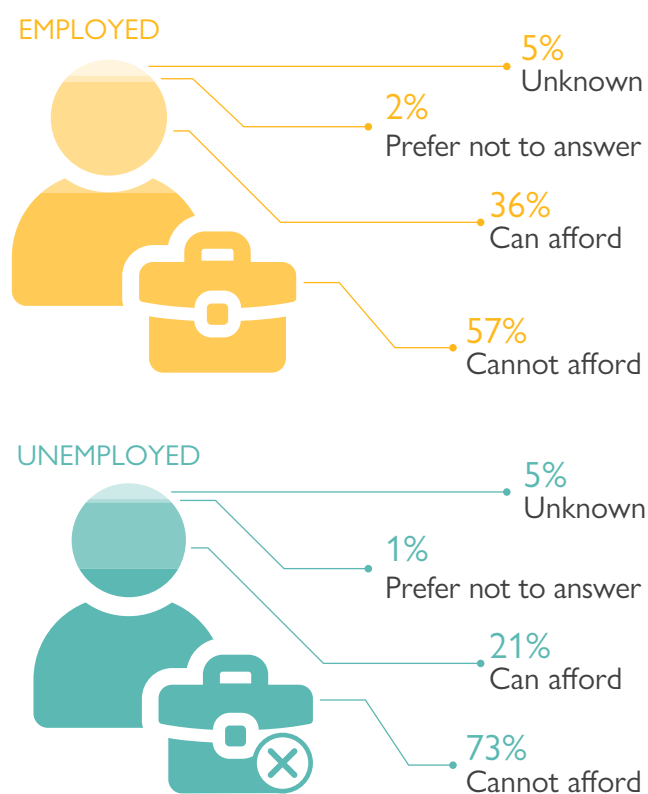 EMPLOYED
5%
Unknown
2%
Prefer not to answer
36%
Can afford
57%
Cannot afford
UNEMPLOYED
5%
Unknown
1%
Prefer not to answer
21%
Can afford
73%
Cannot afford